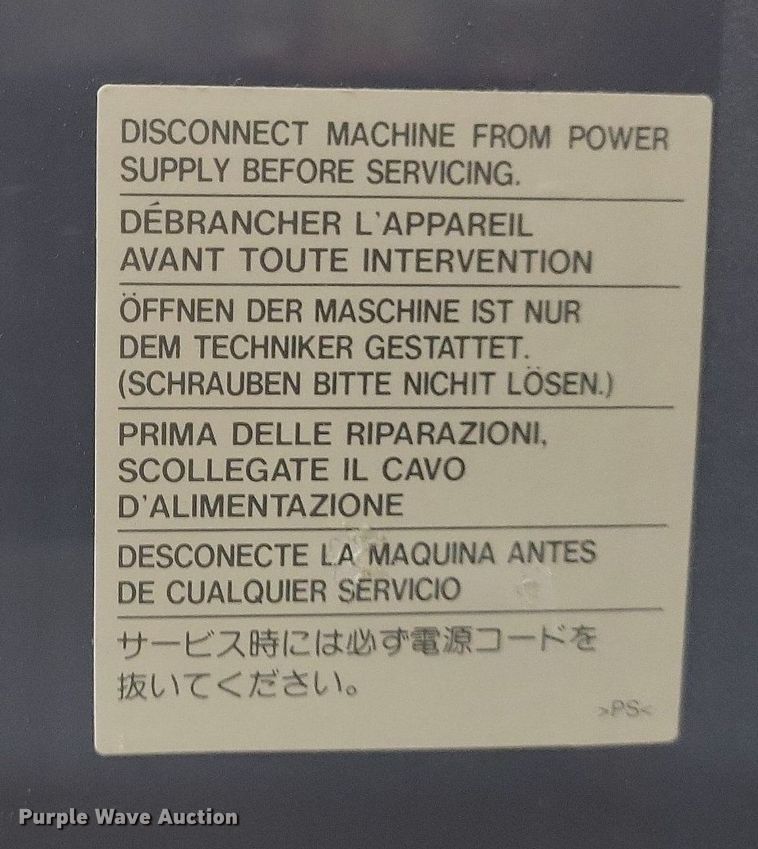 DISCONNECT MACHINE FROM POWER
SUPPLY BEFORE SERVICING.
DÉBRANCHER L'APPAREIL
AVANT TOUTE INTERVENTION
ÖFFNEN DER MASCHINE IST NUR
DEM TECHNIKER GESTATTET.
(SCHRAUBEN BITTE NICHIT LÖSEN.)
PRIMA DELLE RIPARAZIONI,
SCOLLEGATE IL CAVO
D'ALIMENTAZIONE
DESCONECTE LA MAQUINA ANTES
DE CUALQUIER SERVICIO
サービス時には必ず電源コードを
抜いてください。
>PS<
Purple Wave Auction